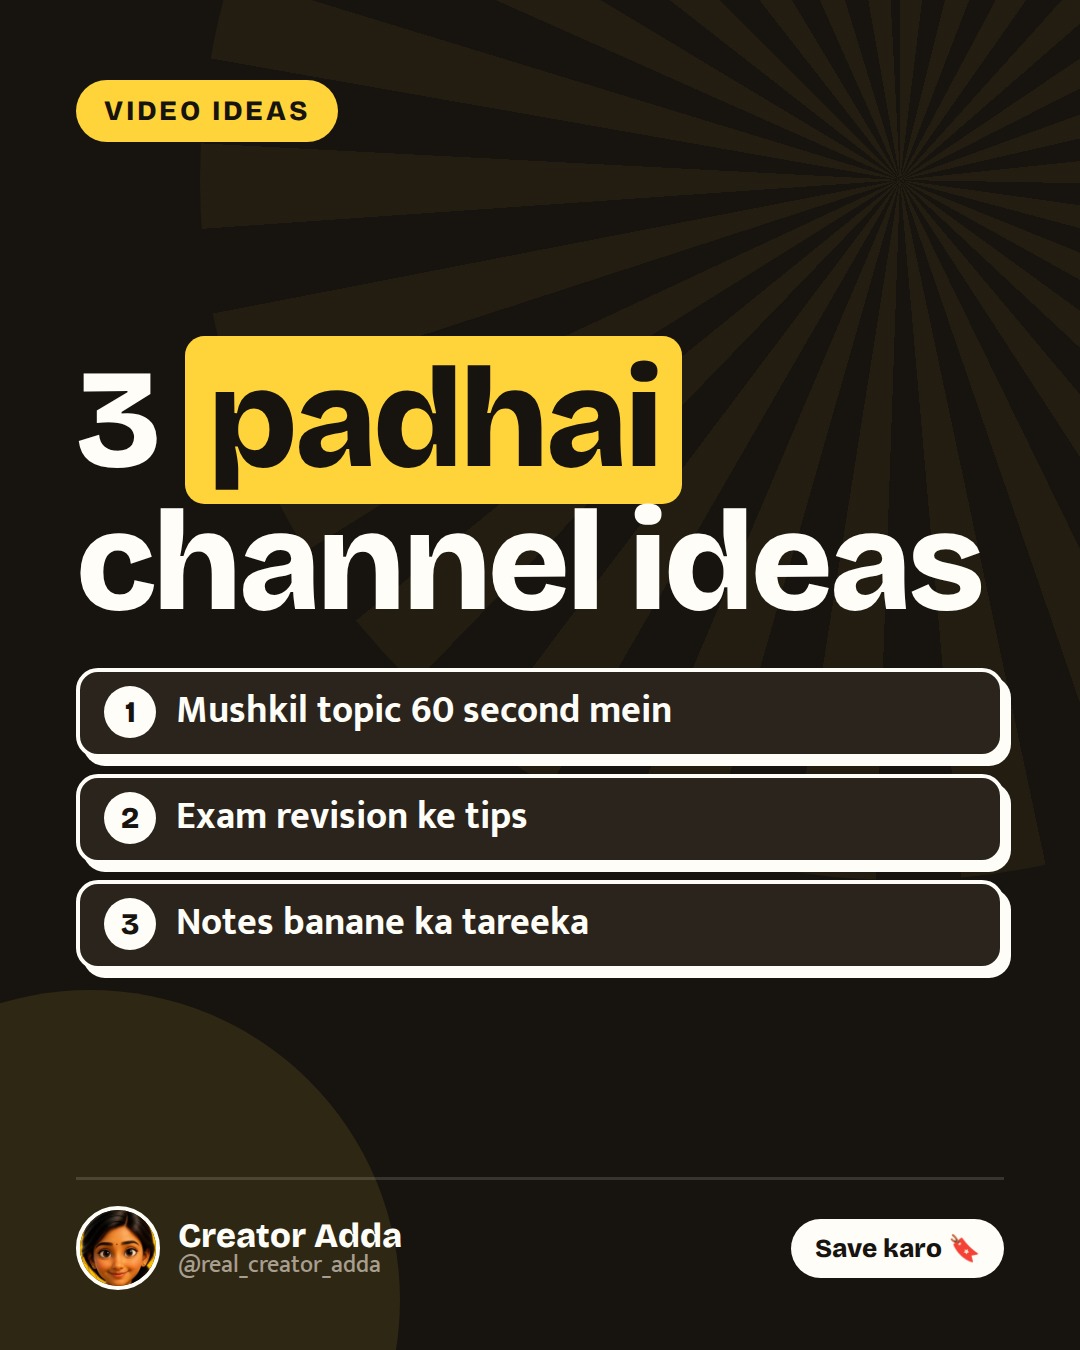 VIDEO IDEAS
3 padhai
channel ideas
1 Mushkil topic 60 second mein
2 Exam revision ke tips
3 Notes banane ka tareeka
Creator Adda
@real_creator_adda
Save karo 🔖